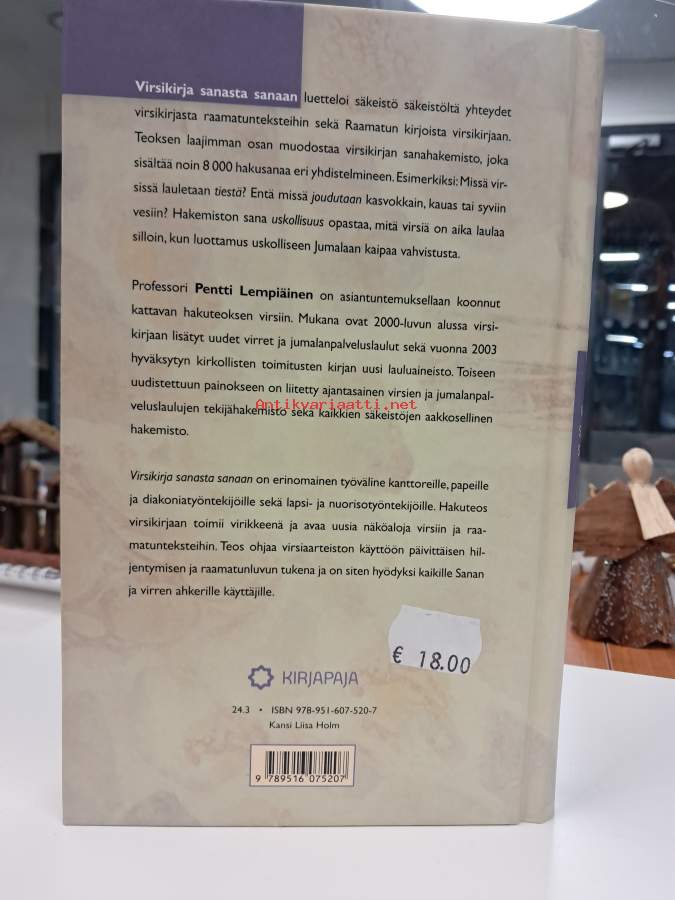 Virsikirja sanasta sanaan luetteloi säkeistö säkeistöltä yhteydet
virsikirjasta raamatunteksteihin sekä Raamatun kirjoista virsikirjaan.
Teoksen laajimman osan muodostaa virsikirjan sanahakemisto, joka
sisältää noin 8 000 hakusanaa eri yhdistelmineen. Esimerkiksi: Missä vir-
sissä lauletaan tiestä? Entä missä joudutaan kasvokkain, kauas tai syviin
vesiin? Hakemiston sana uskollisuus opastaa, mitä virsiä on aika laulaa
silloin, kun luottamus uskolliseen Jumalaan kaipaa vahvistusta.
Professori Pentti Lempiäinen on asiantuntemuksellaan koonnut
kattavan hakuteoksen virsiin. Mukana ovat 2000-luvun alussa virsi-
kirjaan lisätyt uudet virret ja jumalanpalveluslaulut sekä vuonna 2003
hyväksytyn kirkollisten toimitusten kirjan uusi lauluaineisto. Toiseen
uudistettuun painokseen on liitetty ajantasainen virsien ja jumalanpal-
veluslaulujen tekijähakemisto sekä kaikkien säkeistöjen aakkosellinen
Antikvariaatti.net
hakemisto.
Virsikirja sanasta sanaan on erinomainen työväline kanttoreille, papeille
ja diakoniatyöntekijöille sekä lapsi- ja nuorisotyöntekijöille. Hakuteos
virsikirjaan toimii virikkeenä ja avaa uusia näköaloja virsiin ja raa-
matunteksteihin. Teos ohjaa virsiaarteiston käyttöön päivittäisen hil-
jentymisen ja raamatunluvun tukena ja on siten hyödyksi kaikille Sanan
ja virren ahkerille käyttäjille.
€ 18.00
KIRJAPAJA
24.3 • ISBN 978-951-607-520-7
Kansi Liisa Holm
9 789516 075207